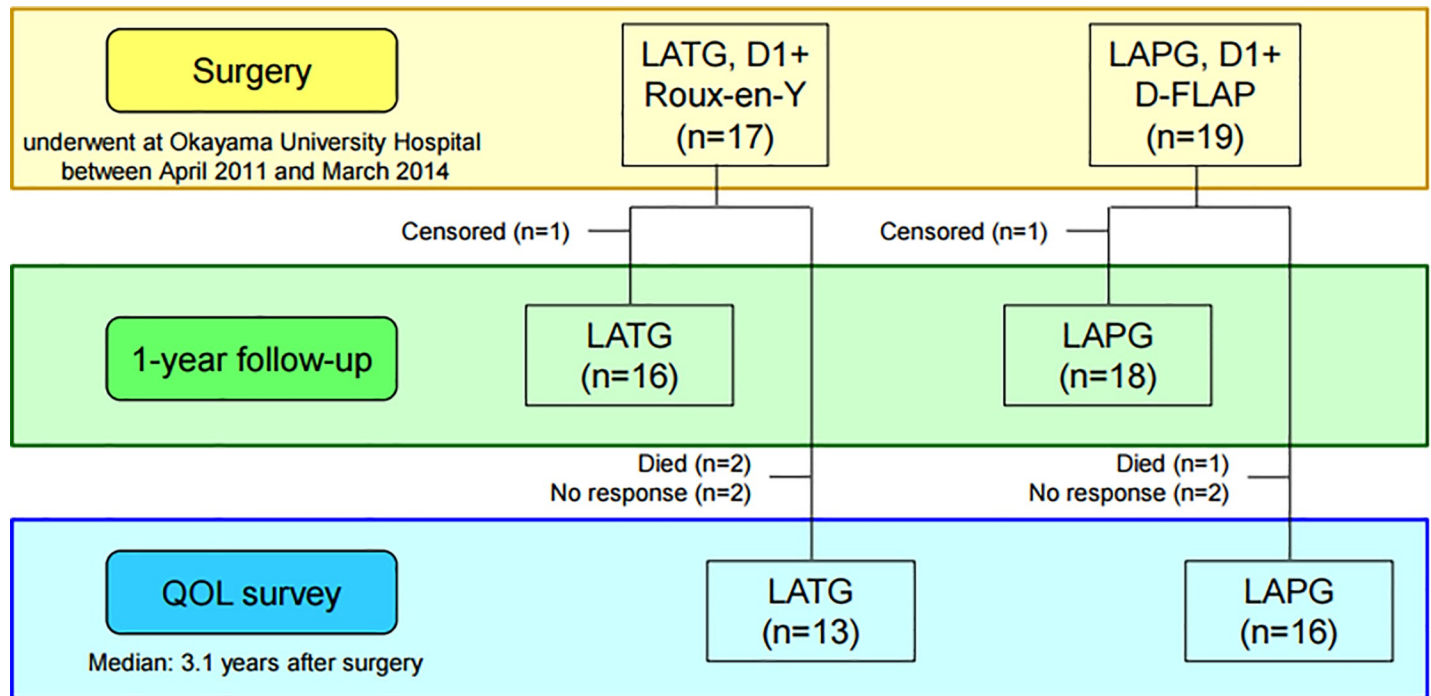 Surgery
underwent at Okayama University Hospital
between April 2011 and March 2014
LATG, D1+
Roux-en-Y
(n=17)
LAPG, D1+
D-FLAP
(n=19)
Censored (n=1)
Censored (n=1)
1-year follow-up
LATG
(n=16)
LAPG
(n=18)
Died (n=2)
No response (n=2)
Died (n=1)
No response (n=2)
QOL survey
Median: 3.1 years after surgery
LATG
(n=13)
LAPG
(n=16)